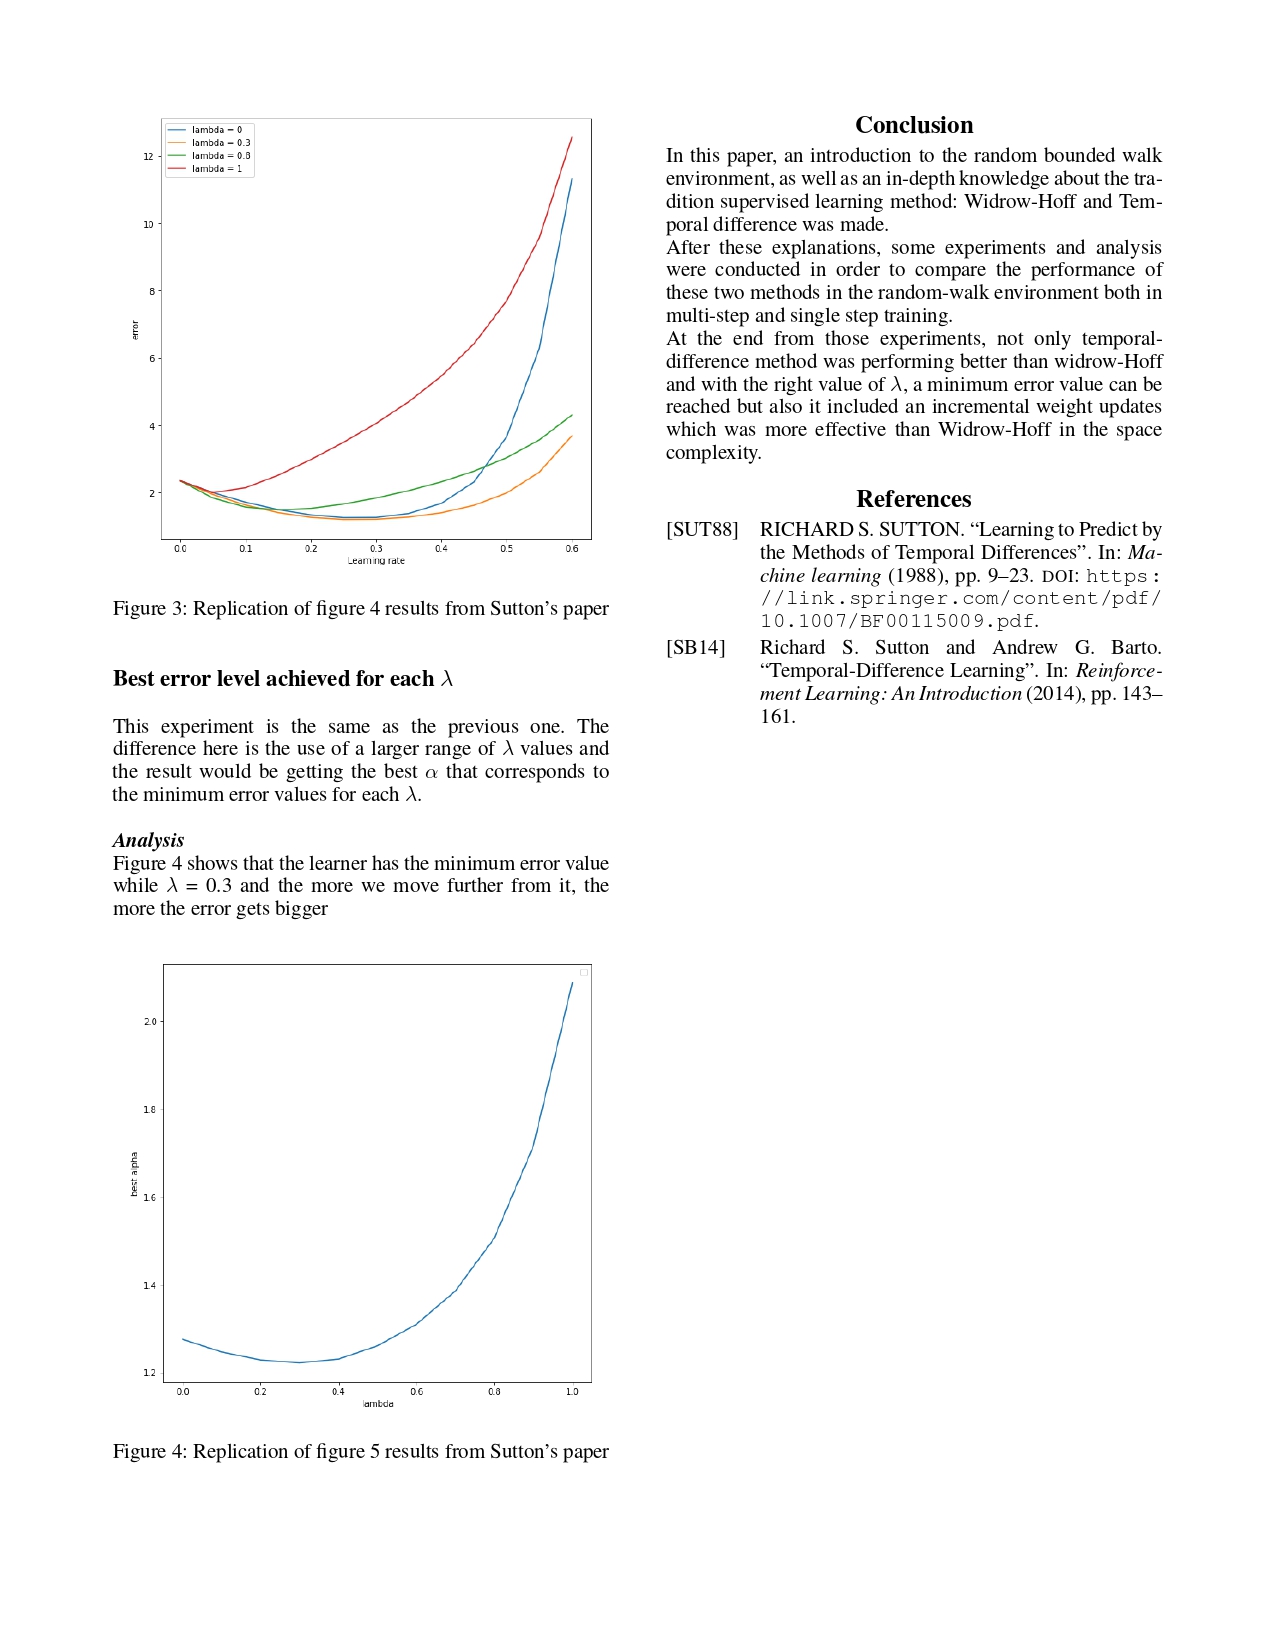 lambda = 0
lambda = 0.3
lambda = 0.8
lambda = 1
12
10
8
6
4
2
error
0.0 0.1 0.2 0.3 0.4 0.5 0.6
Learning rate
Figure 3: Replication of figure 4 results from Sutton's paper
Best error level achieved for each λ
This experiment is the same as the previous one. The
difference here is the use of a larger range of λ values and
the result would be getting the best α that corresponds to
the minimum error values for each λ.
Analysis
Figure 4 shows that the learner has the minimum error value
while λ = 0.3 and the more we move further from it, the
more the error gets bigger
2.0
1.8
1.6
1.4
1.2
best alpha
0.0 0.2 0.4 0.6 0.8 1.0
lambda
Figure 4: Replication of figure 5 results from Sutton's paper
Conclusion
In this paper, an introduction to the random bounded walk
environment, as well as an in-depth knowledge about the tra-
dition supervised learning method: Widrow-Hoff and Tem-
poral difference was made.
After these explanations, some experiments and analysis
were conducted in order to compare the performance of
these two methods in the random-walk environment both in
multi-step and single step training.
At the end from those experiments, not only temporal-
difference method was performing better than widrow-Hoff
and with the right value of λ, a minimum error value can be
reached but also it included an incremental weight updates
which was more effective than Widrow-Hoff in the space
complexity.
References
[SUT88] RICHARD S. SUTTON. “Learning to Predict by
the Methods of Temporal Differences”. In: Ma-
chine learning (1988), pp. 9–23. DOI: https:
//link.springer.com/content/pdf/
10.1007/BF00115009.pdf.
[SB14] Richard S. Sutton and Andrew G. Barto.
“Temporal-Difference Learning”. In: Reinforce-
ment Learning: An Introduction (2014), pp. 143–
161.